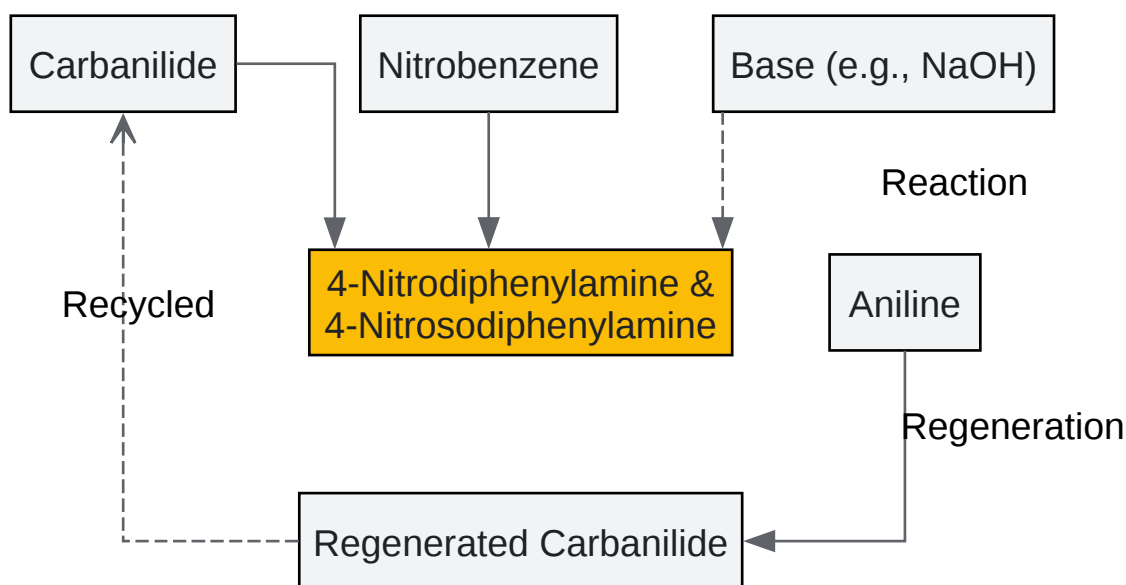 Carbanilide
Nitrobenzene
Base (e.g., NaOH)
Reaction
4-Nitrodiphenylamine &
4-Nitrosodiphenylamine
Aniline
Recycled
Regeneration
Regenerated Carbanilide